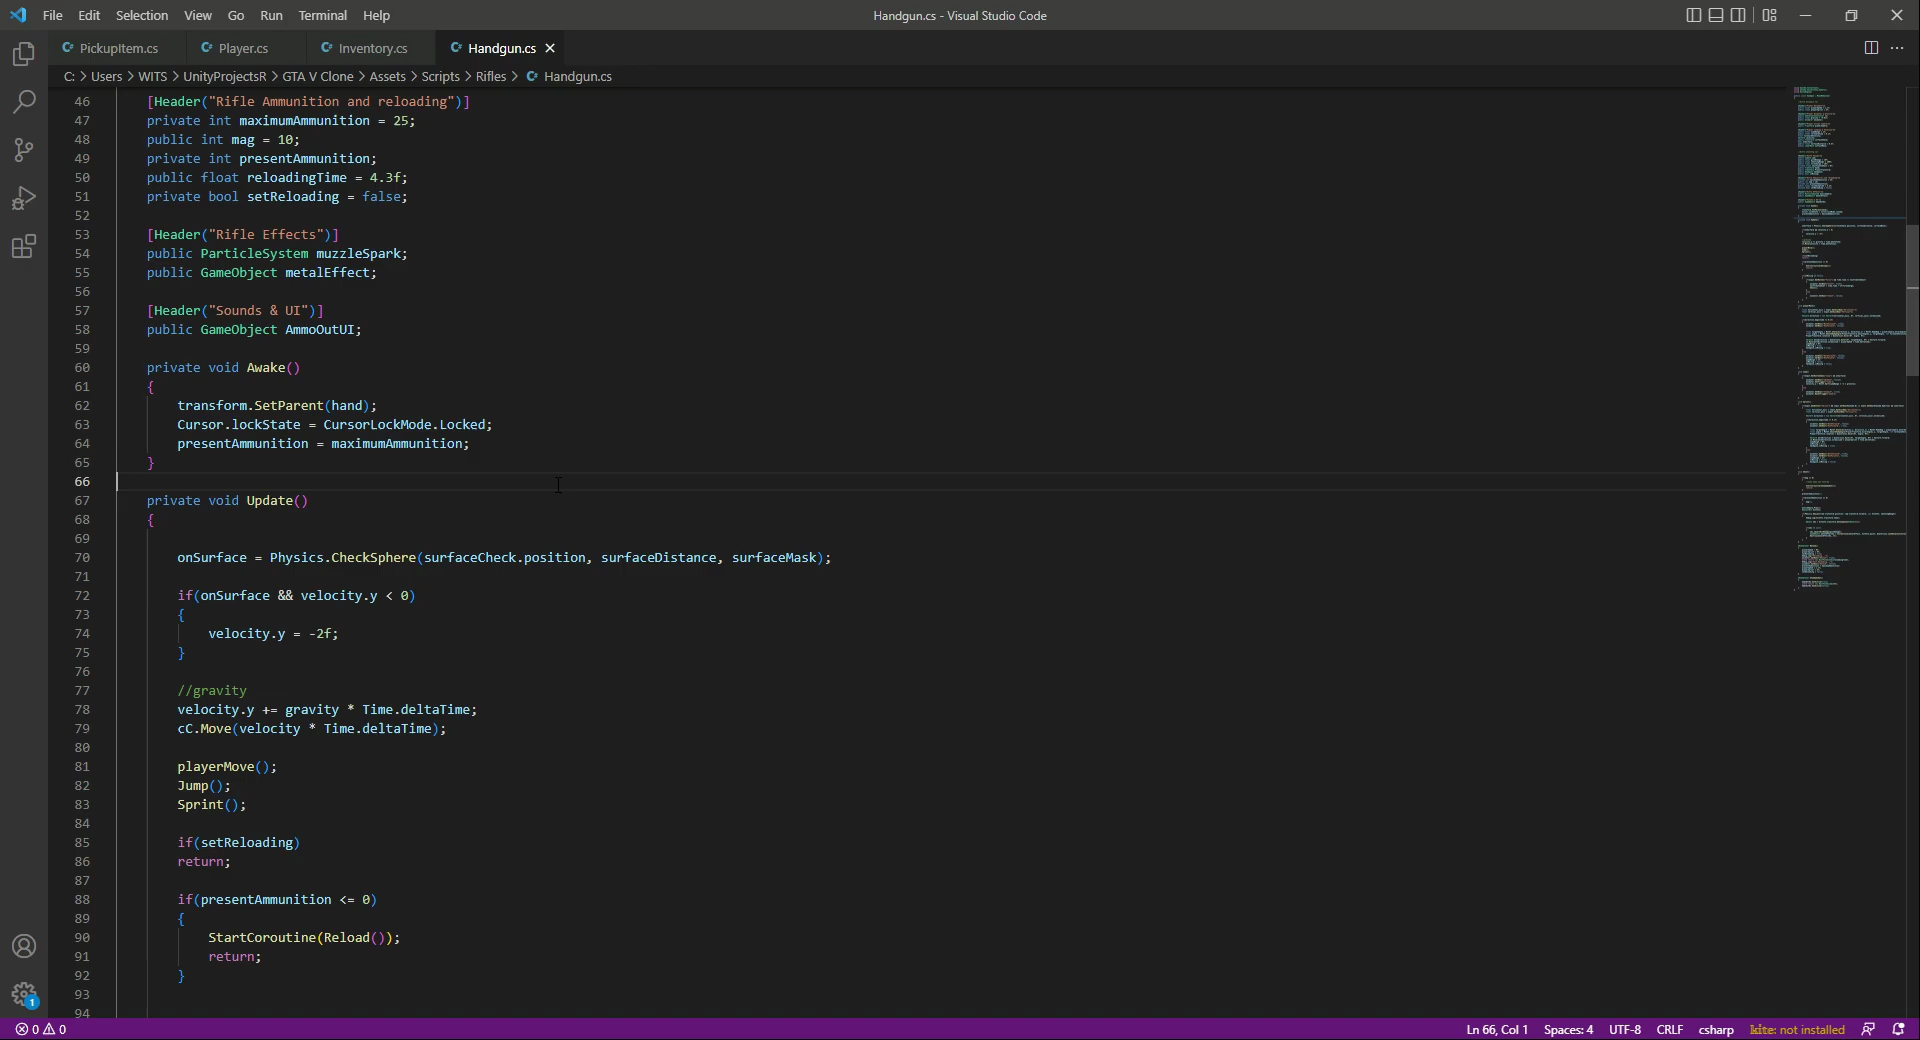 File Edit Selection View Go Run Terminal Help
Handgun.cs - Visual Studio Code
PickupItem.cs Player.cs Inventory.cs Handgun.cs
C: > Users > WITS > UnityProjectsR > GTA V Clone > Assets > Scripts > Rifles > Handgun.cs
46 [Header("Rifle Ammunition and reloading")]
47 private int maximumAmmunition = 25;
48 public int mag = 10;
49 private int presentAmmunition;
50 public float reloadingTime = 4.3f;
51 private bool setReloading = false;
52
53 [Header("Rifle Effects")]
54 public ParticleSystem muzzleSpark;
55 public GameObject metalEffect;
56
57 [Header("Sounds & UI")]
58 public GameObject AmmoOutUI;
59
60 private void Awake()
61 {
62 transform.SetParent(hand);
63 Cursor.lockState = CursorLockMode.Locked;
64 presentAmmunition = maximumAmmunition;
65 }
66
67 private void Update()
68 {
69
70 onSurface = Physics.CheckSphere(surfaceCheck.position, surfaceDistance, surfaceMask);
71
72 if(onSurface && velocity.y < 0)
73 {
74 velocity.y = -2f;
75 }
76
77 //gravity
78 velocity.y += gravity * Time.deltaTime;
79 cC.Move(velocity * Time.deltaTime);
80
81 playerMove();
82 Jump();
83 Sprint();
84
85 if(setReloading)
86 return;
87
88 if(presentAmmunition <= 0)
89 {
90 StartCoroutine(Reload());
91 return;
92 }
93
94
1
0 0 Ln 66, Col 1 Spaces: 4 UTF-8 CRLF csharp kite: not installed